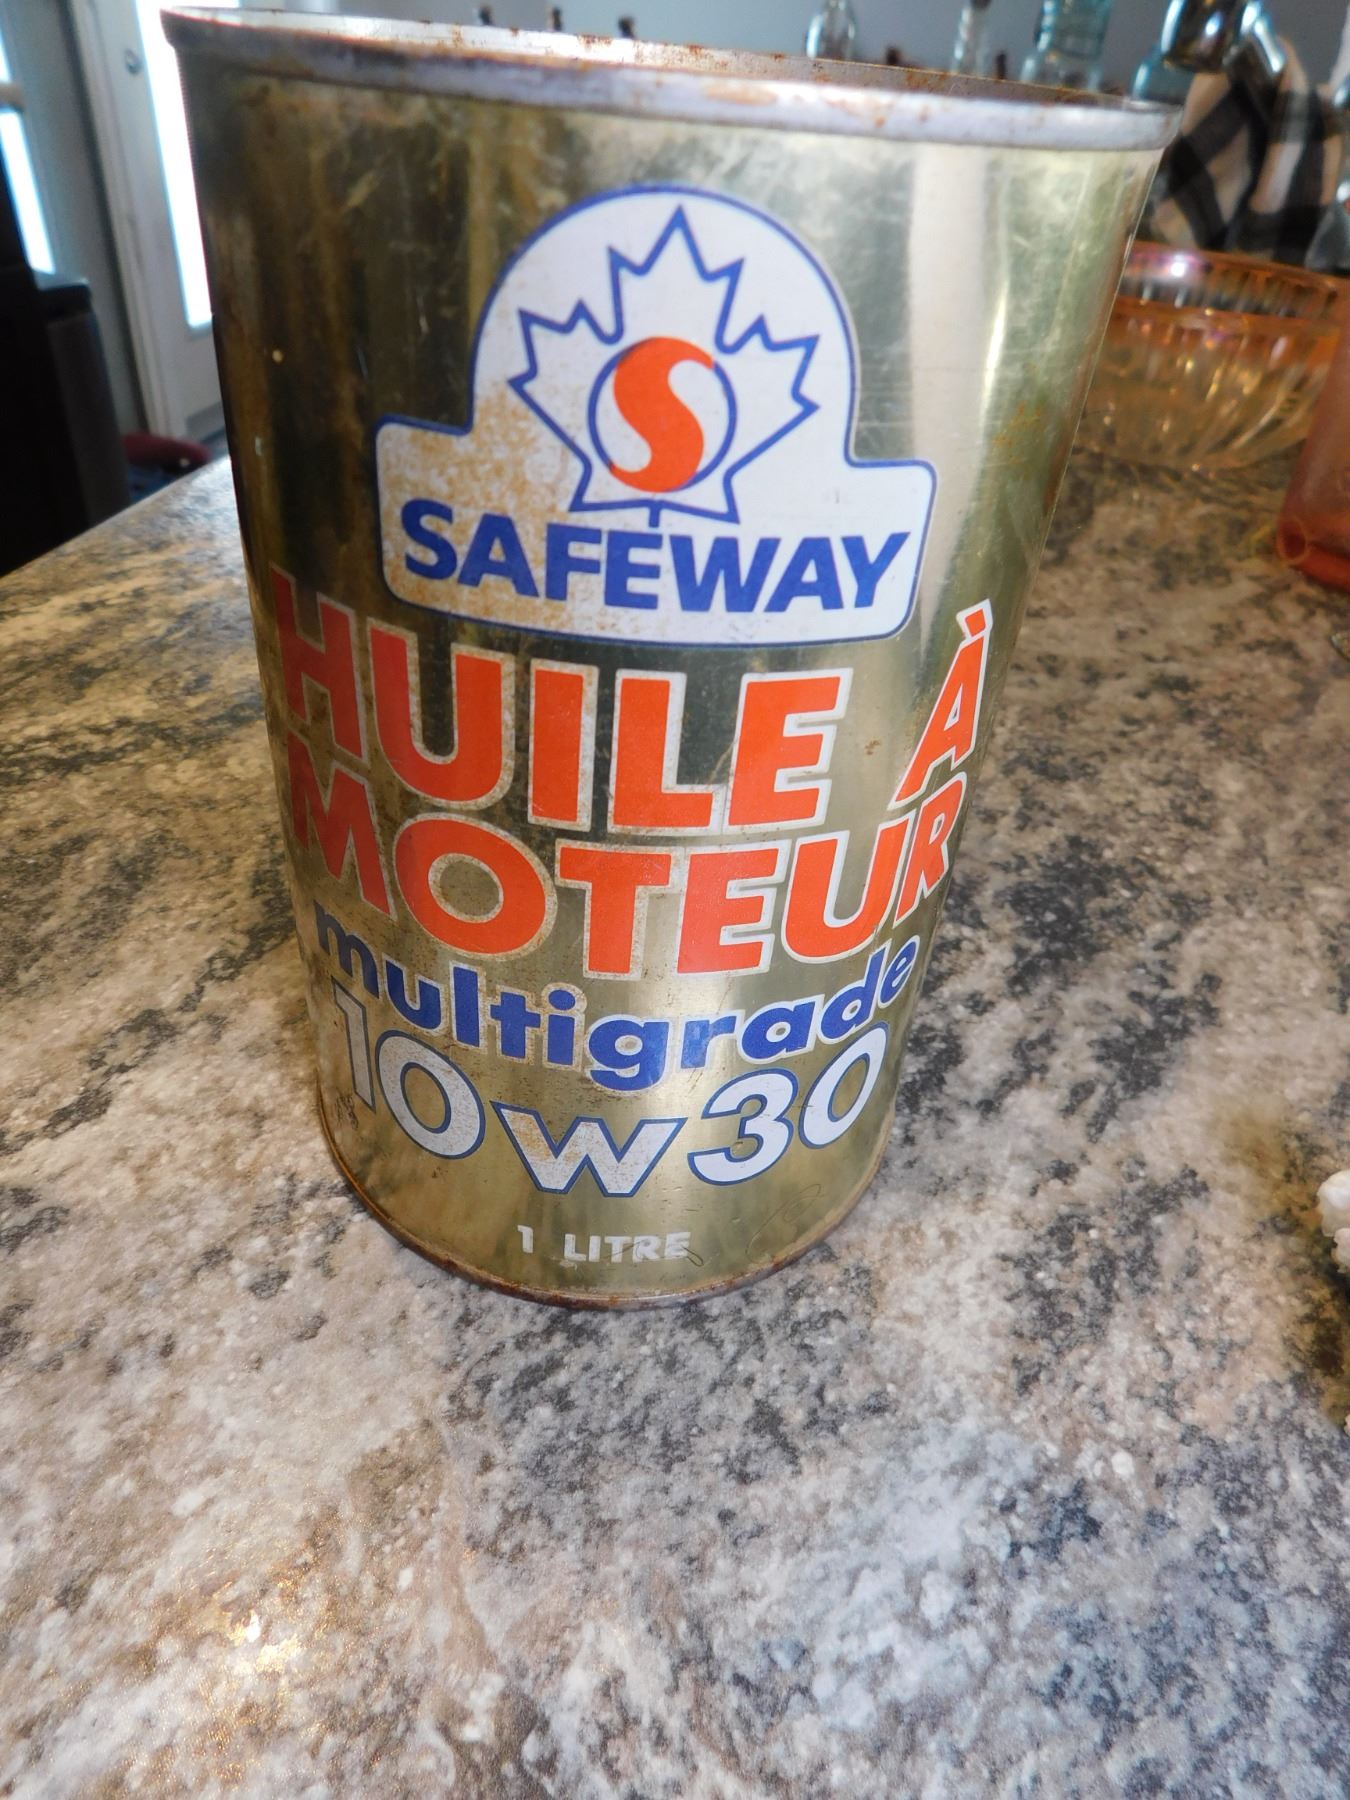 S
SAFEWAY
HUILE À
MOTEUR
multigrade
10w30
1 LITRE